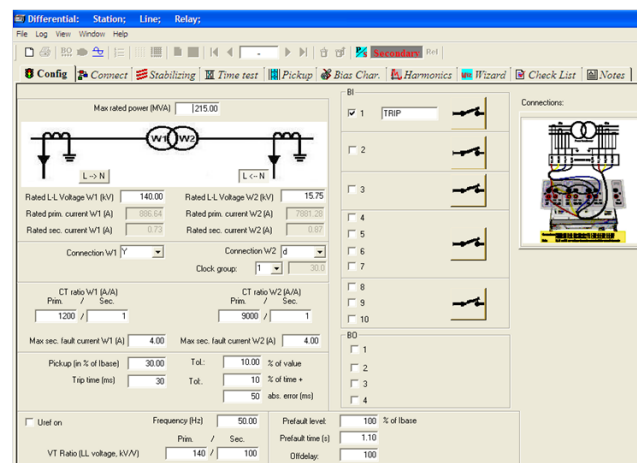 Differential: Station; Line; Relay;
File Log View Window Help
P/s Secondary Rel
Config Connect Stabilizing Time test Pickup Bias Char. Harmonics Wizard Check List Notes
Max rated power (MVA) 215.00
W1 W2
L -> N L <- N
Rated L-L Voltage W1 (kV) 140.00 Rated L-L Voltage W2 (kV) 15.75
Rated prim. current W1 (A) 886.64 Rated prim. current W2 (A) 7881.28
Rated sec. current W1 (A) 0.73 Rated sec. current W2 (A) 0.87
Connection W1 Y Connection W2 d
Clock group: 1 30.0
CT ratio W1 (A/A) CT ratio W2 (A/A)
Prim. / Sec. Prim. / Sec.
1200 / 1 9000 / 1
Max sec. fault current W1 (A) 4.00 Max sec. fault current W2 (A) 4.00
Pickup (in % of Ibase) 30.00 Tol.: 10.00 % of value
Trip time (ms) 30 Tol: 10 % of time +
50 abs. error (ms)
Uref on Frequency (Hz) 50.00
Prim. / Sec.
VT Ratio (LL voltage, kV/V) 140 / 100
Prefault level: 100 % of Ibase
Prefault time (s) 1.10
Offdelay: 100
BI
1 TRIP
2
3
4
5
6
7
8
9
10
BO
1
2
3
4
Connections: